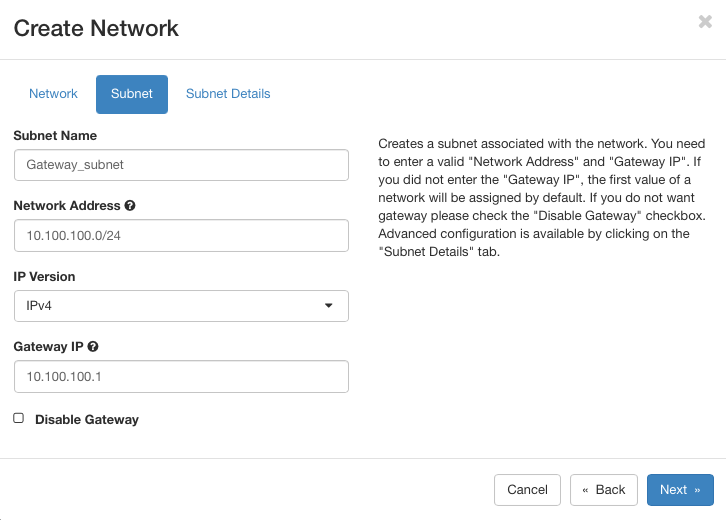 Create Network
×
Network
Subnet
Subnet Details
Subnet Name
Gateway_subnet
Network Address ?
10.100.100.0/24
IP Version
IPv4
Gateway IP ?
10.100.100.1
Disable Gateway
Creates a subnet associated with the network. You need
to enter a valid "Network Address" and "Gateway IP". If
you did not enter the "Gateway IP", the first value of a
network will be assigned by default. If you do not want
gateway please check the "Disable Gateway" checkbox.
Advanced configuration is available by clicking on the
"Subnet Details" tab.
Cancel
« Back
Next »